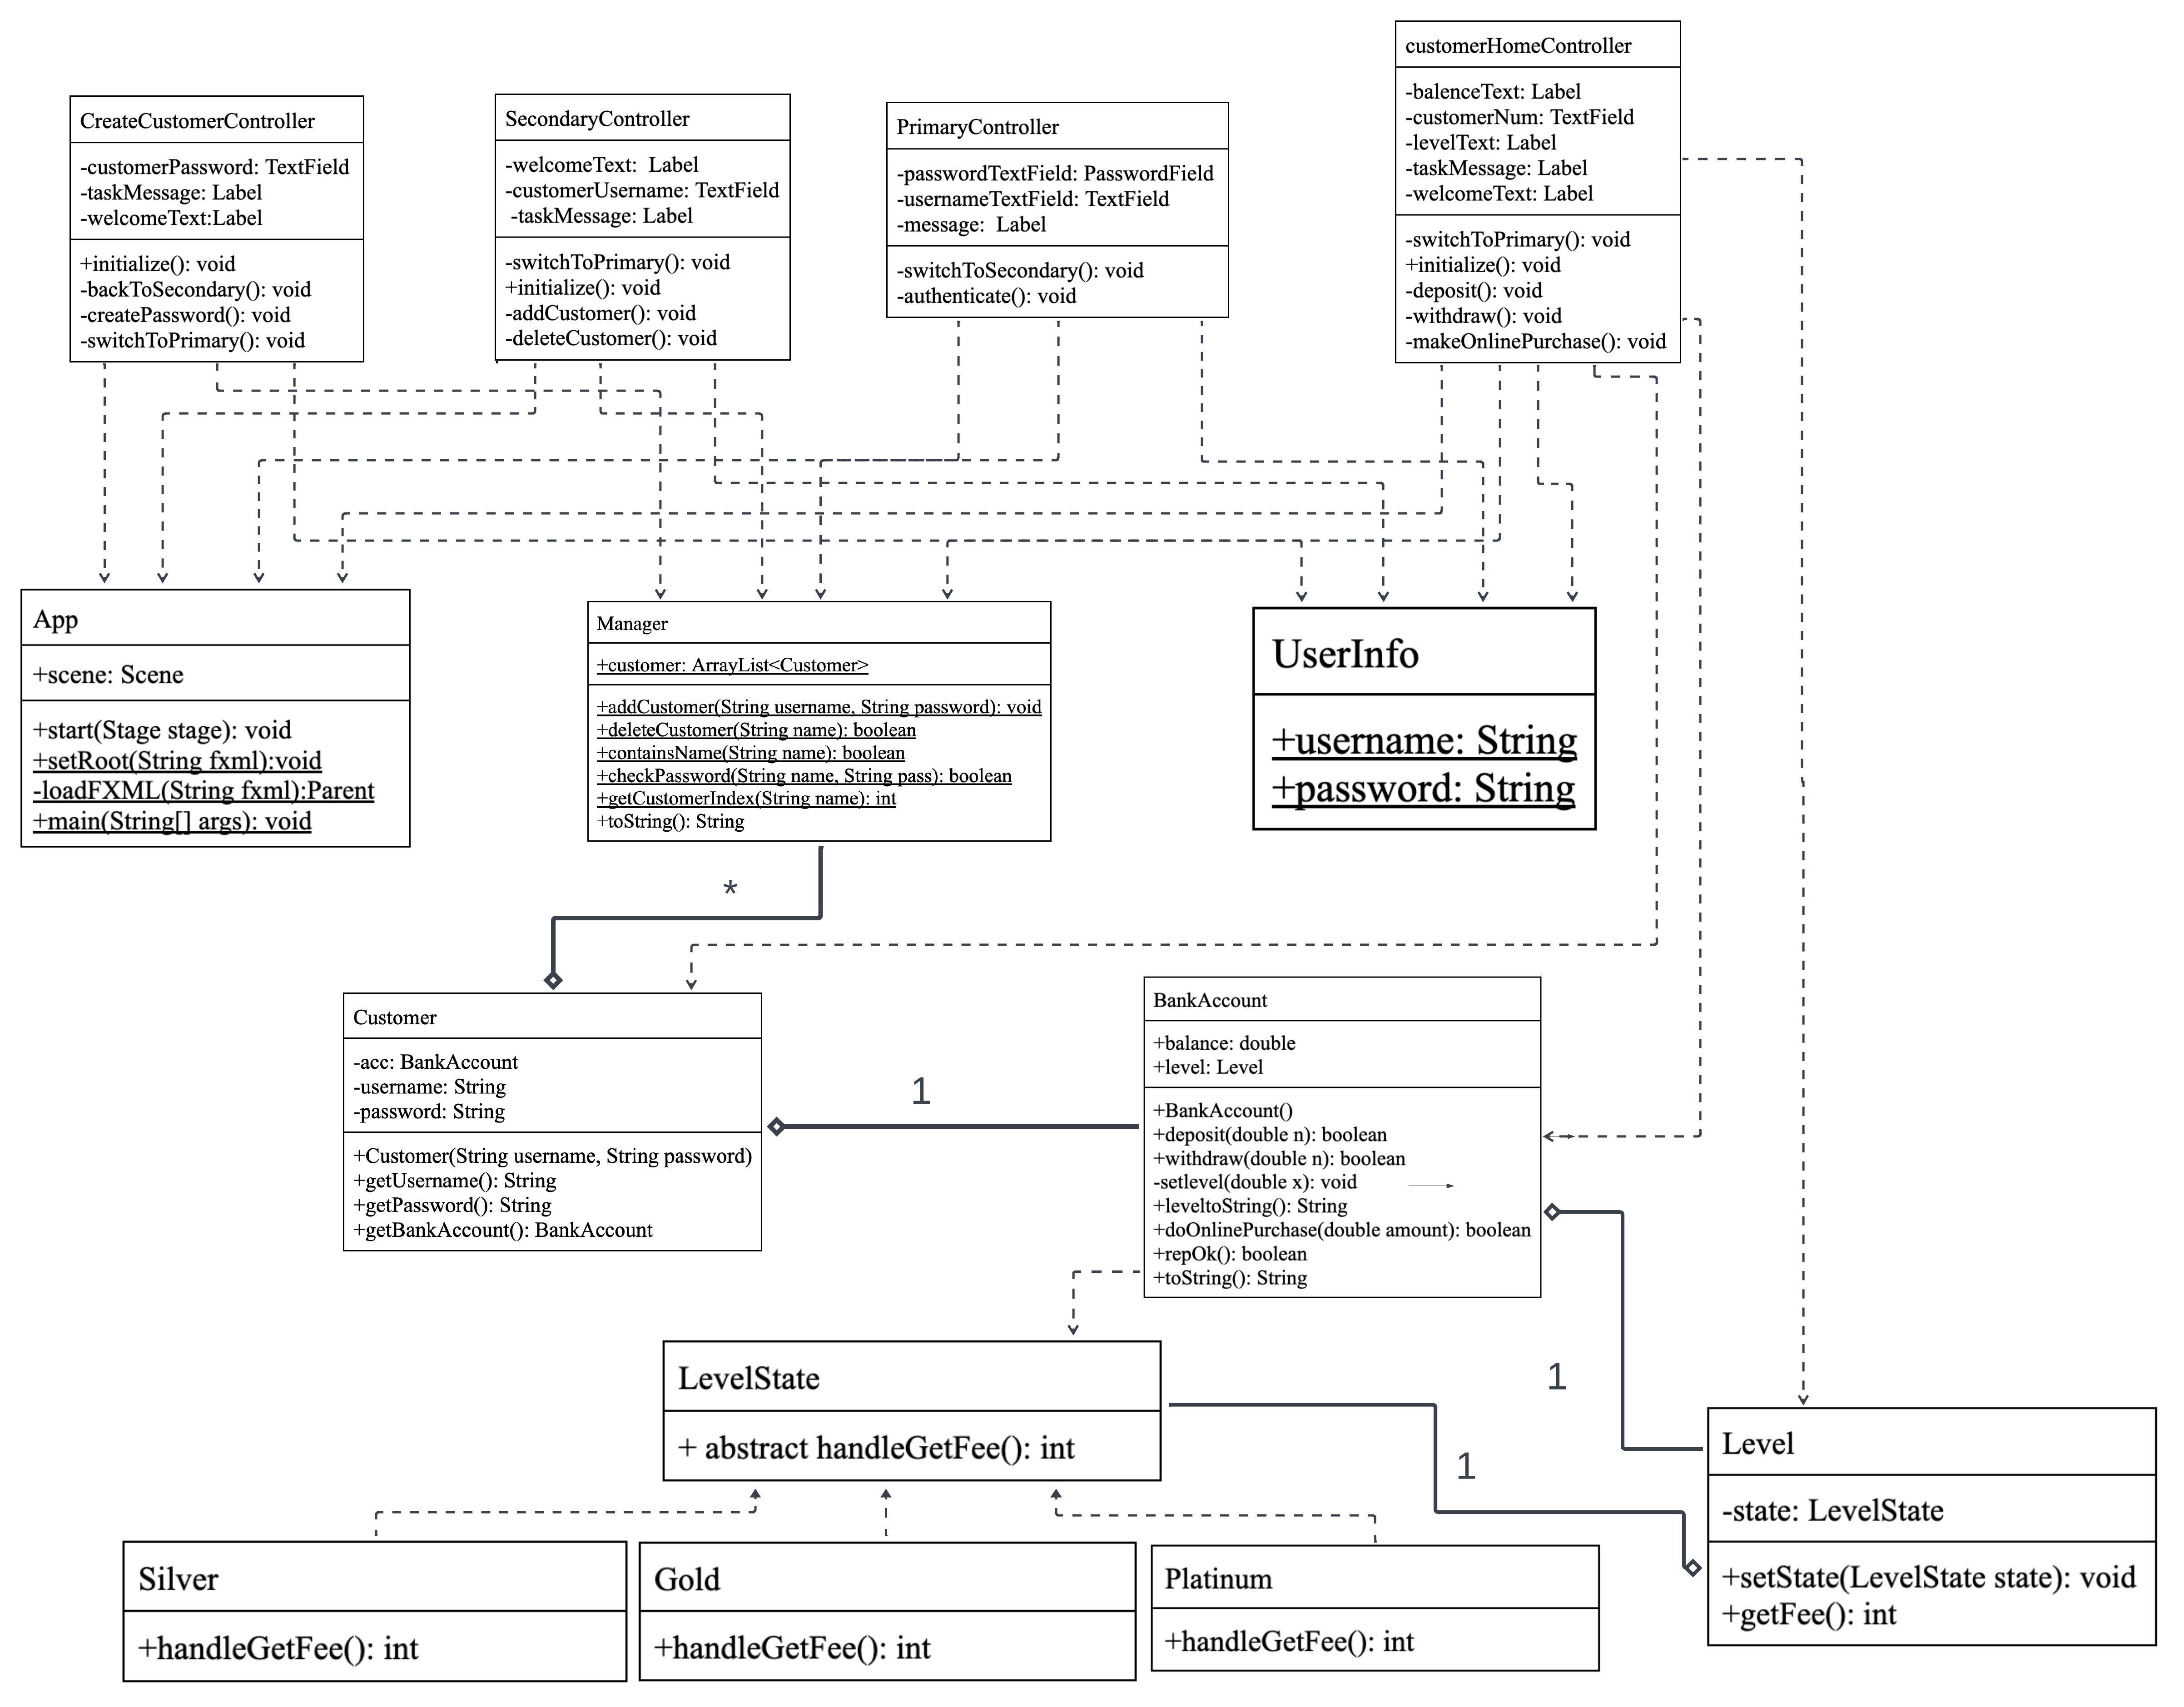 CreateCustomerController
-customerPassword: TextField
-taskMessage: Label
-welcomeText:Label
+initialize(): void
-backToSecondary(): void
-createPassword(): void
-switchToPrimary(): void
SecondaryController
-welcomeText:  Label
-customerUsername: TextField
-taskMessage: Label
-switchToPrimary(): void
+initialize(): void
-addCustomer(): void
-deleteCustomer(): void
PrimaryController
-passwordTextField: PasswordField
-usernameTextField: TextField
-message:  Label
-switchToSecondary(): void
-authenticate(): void
customerHomeController
-balenceText: Label
-customerNum: TextField
-levelText: Label
-taskMessage: Label
-welcomeText: Label
-switchToPrimary(): void
+initialize(): void
-deposit(): void
-withdraw(): void
-makeOnlinePurchase(): void
App
+scene: Scene
+start(Stage stage): void
+setRoot(String fxml):void
-loadFXML(String fxml):Parent
+main(String[] args): void
Manager
+customer: ArrayList<Customer>
+addCustomer(String username, String password): void
+deleteCustomer(String name): boolean
+containsName(String name): boolean
+checkPassword(String name, String pass): boolean
+getCustomerIndex(String name): int
+toString(): String
UserInfo
+username: String
+password: String
*
Customer
-acc: BankAccount
-username: String
-password: String
+Customer(String username, String password)
+getUsername(): String
+getPassword(): String
+getBankAccount(): BankAccount
1
BankAccount
+balance: double
+level: Level
+BankAccount()
+deposit(double n): boolean
+withdraw(double n): boolean
-setlevel(double x): void
+leveltoString(): String
+doOnlinePurchase(double amount): boolean
+repOk(): boolean
+toString(): String
LevelState
+ abstract handleGetFee(): int
1
1
Level
-state: LevelState
+setState(LevelState state): void
+getFee(): int
Silver
+handleGetFee(): int
Gold
+handleGetFee(): int
Platinum
+handleGetFee(): int